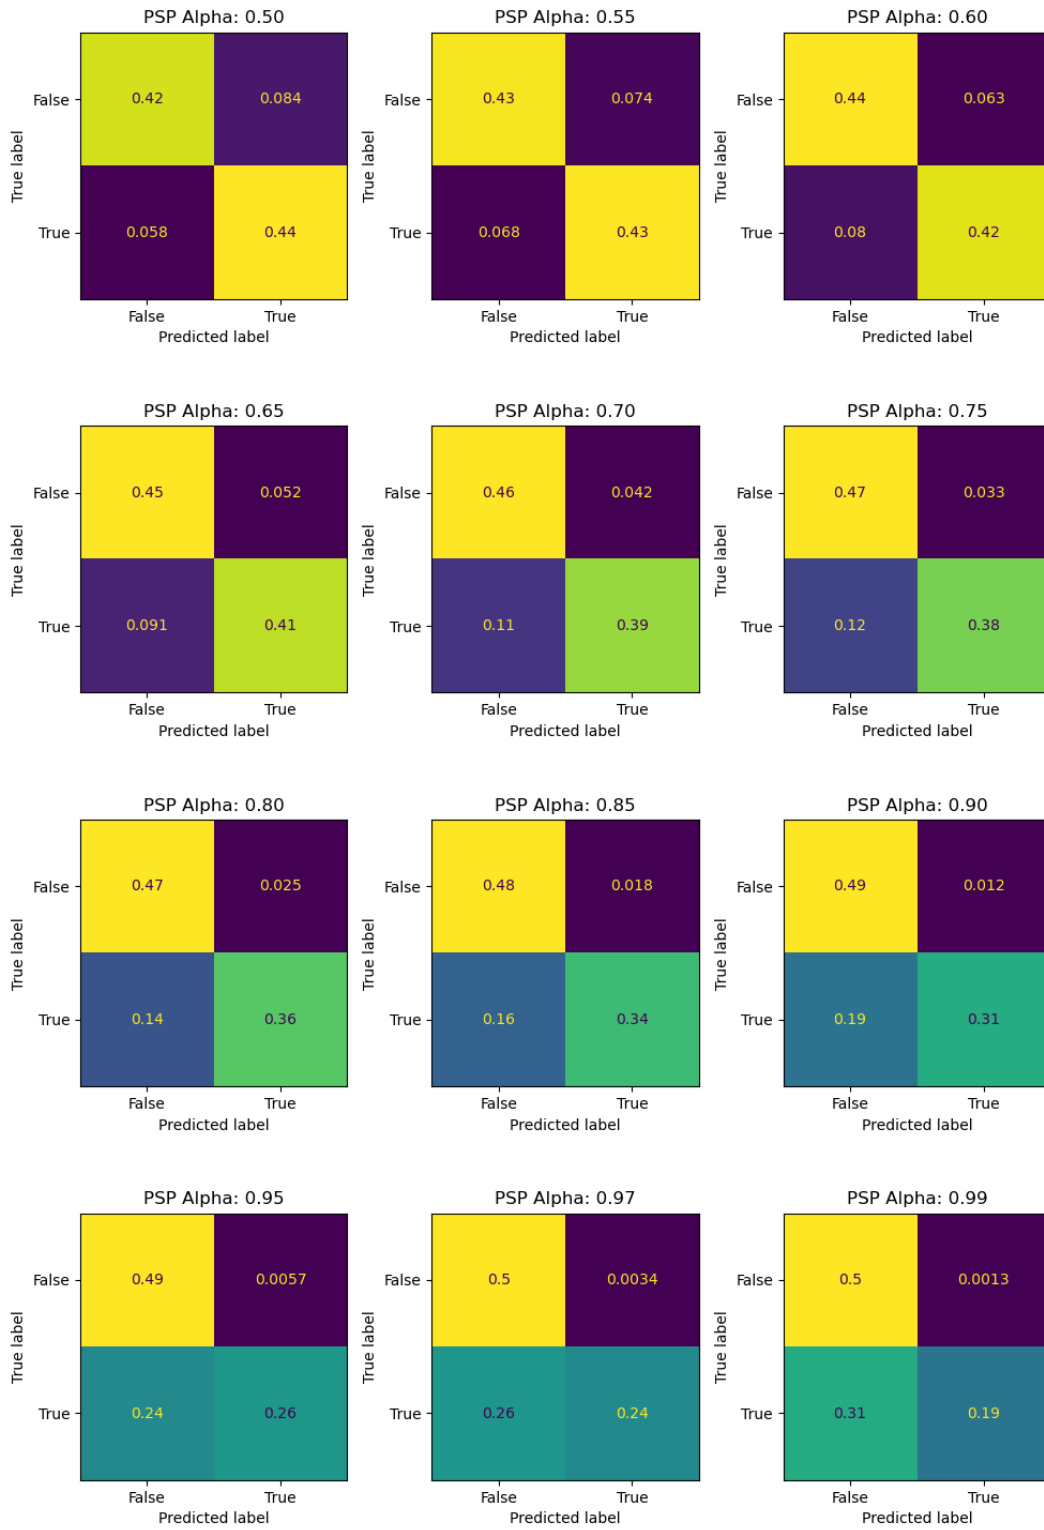 PSP Alpha: 0.50
PSP Alpha: 0.55
PSP Alpha: 0.60
False
0.42
0.084
False
0.43
0.074
False
0.44
0.063
True label
True label
True label
True
0.058
0.44
True
0.068
0.43
True
0.08
0.42
False
True
False
True
False
True
Predicted label
Predicted label
Predicted label
PSP Alpha: 0.65
PSP Alpha: 0.70
PSP Alpha: 0.75
False
0.45
0.052
False
0.46
0.042
False
0.47
0.033
True label
True label
True label
True
0.091
0.41
True
0.11
0.39
True
0.12
0.38
False
True
False
True
False
True
Predicted label
Predicted label
Predicted label
PSP Alpha: 0.80
PSP Alpha: 0.85
PSP Alpha: 0.90
False
0.47
0.025
False
0.48
0.018
False
0.49
0.012
True label
True label
True label
True
0.14
0.36
True
0.16
0.34
True
0.19
0.31
False
True
False
True
False
True
Predicted label
Predicted label
Predicted label
PSP Alpha: 0.95
PSP Alpha: 0.97
PSP Alpha: 0.99
False
0.49
0.0057
False
0.5
0.0034
False
0.5
0.0013
True label
True label
True label
True
0.24
0.26
True
0.26
0.24
True
0.31
0.19
False
True
False
True
False
True
Predicted label
Predicted label
Predicted label